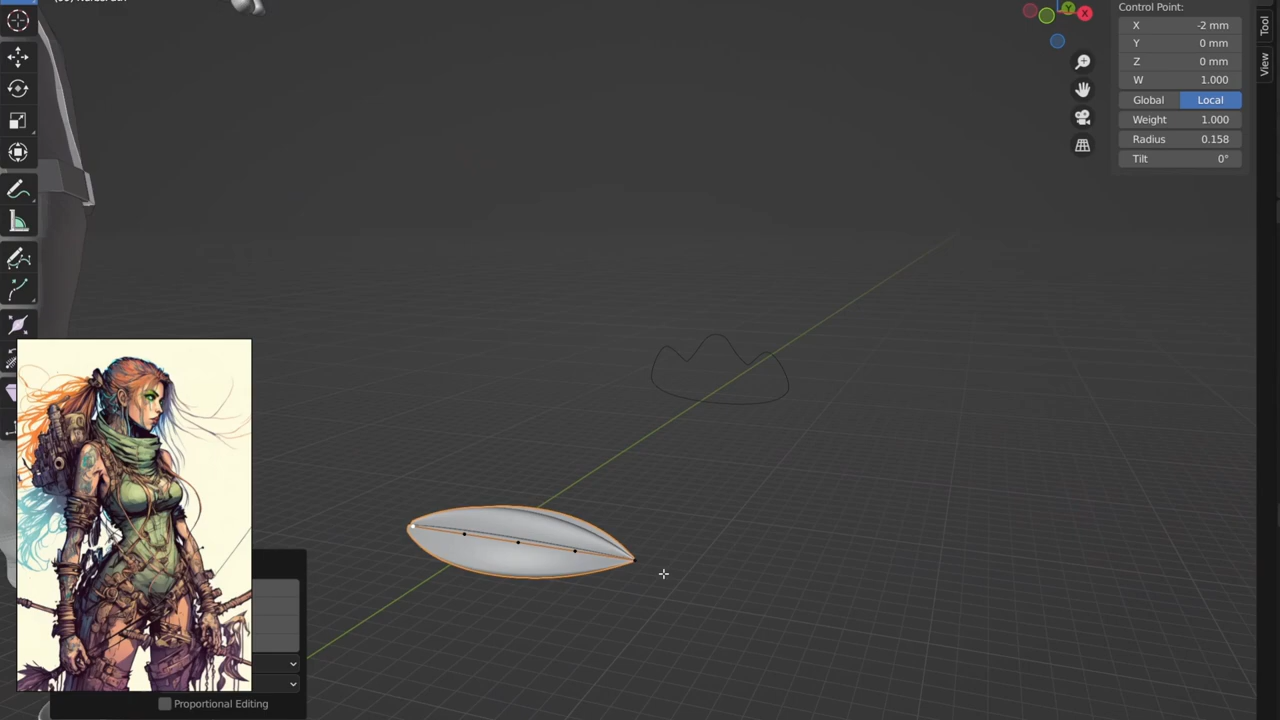 Control Point:
X -2 mm
Y 0 mm
Z 0 mm
W 1.000
Global Local
Weight 1.000
Radius 0.158
Tilt 0°
Tool
View
Y
X
Proportional Editing